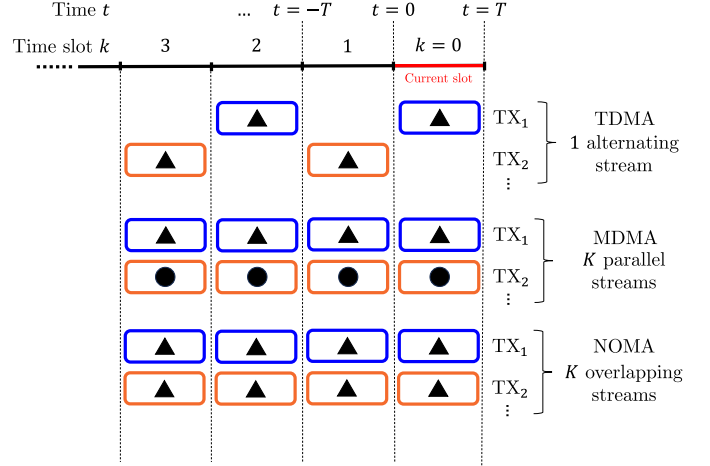 Time t ... t = −T t = 0 t = T
Time slot k 3 2 1 k = 0
Current slot
TX₁ TDMA
1 alternating
TX₂ stream
⋮
TX₁ MDMA
K parallel
TX₂ streams
⋮
TX₁ NOMA
K overlapping
TX₂ streams
⋮